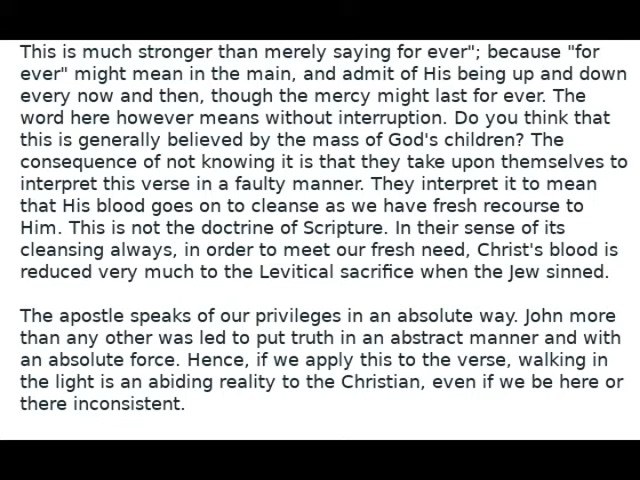 This is much stronger than merely saying for ever"; because "for
ever" might mean in the main, and admit of His being up and down
every now and then, though the mercy might last for ever. The
word here however means without interruption. Do you think that
this is generally believed by the mass of God's children? The
consequence of not knowing it is that they take upon themselves to
interpret this verse in a faulty manner. They interpret it to mean
that His blood goes on to cleanse as we have fresh recourse to
Him. This is not the doctrine of Scripture. In their sense of its
cleansing always, in order to meet our fresh need, Christ's blood is
reduced very much to the Levitical sacrifice when the Jew sinned.
The apostle speaks of our privileges in an absolute way. John more
than any other was led to put truth in an abstract manner and with
an absolute force. Hence, if we apply this to the verse, walking in
the light is an abiding reality to the Christian, even if we be here or
there inconsistent.